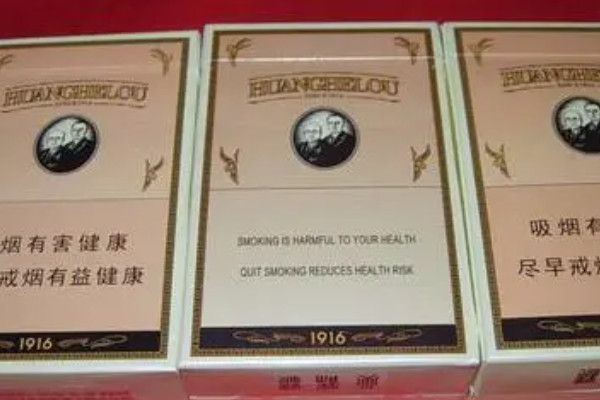 HUANGHELOU
烟有害健康
戒烟有益健康
1916
HUANGHELOU
SMOKING IS HARMFUL TO YOUR HEALTH
QUIT SMOKING REDUCES HEALTH RISK
1916
HUANGHE
吸烟有
尽早戒烟